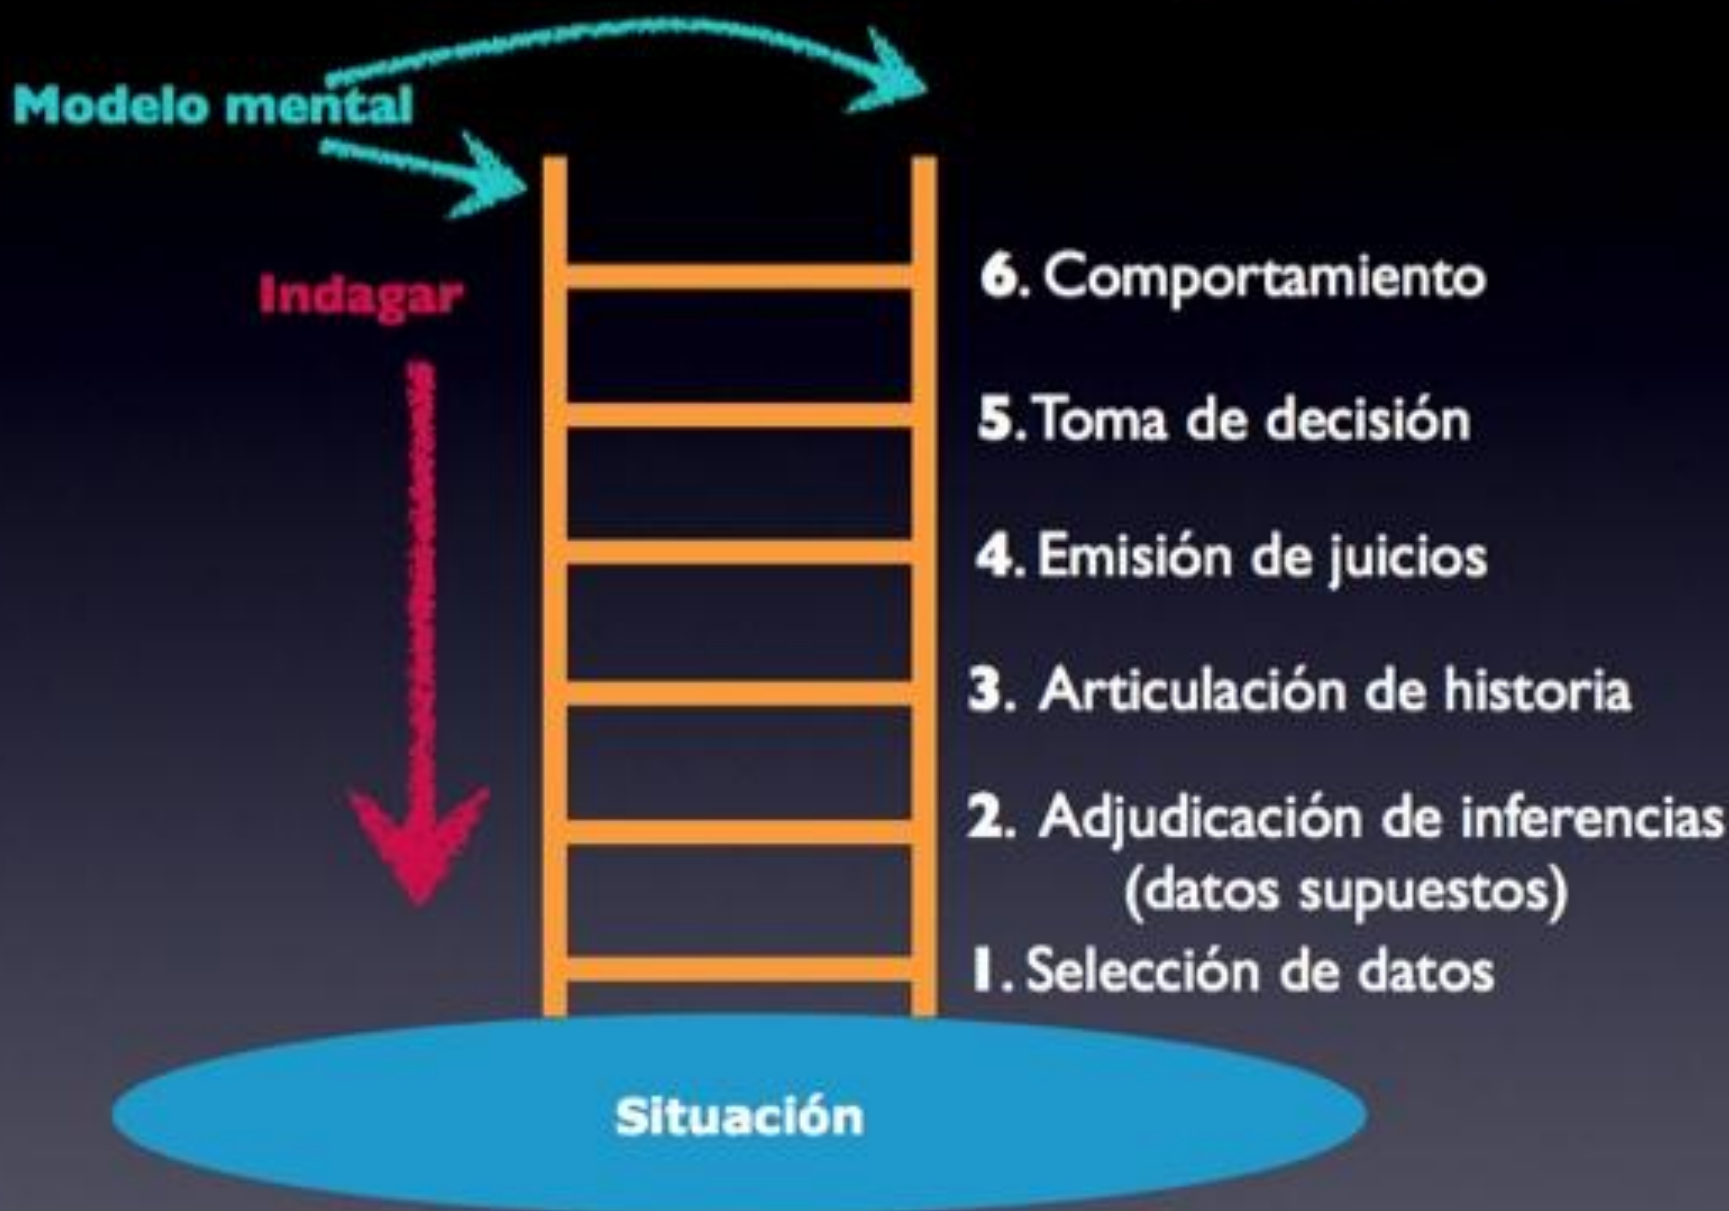 Modelo mental
Indagar
6. Comportamiento
5. Toma de decisión
4. Emisión de juicios
3. Articulación de historia
2. Adjudicación de inferencias
(datos supuestos)
1. Selección de datos
Situación